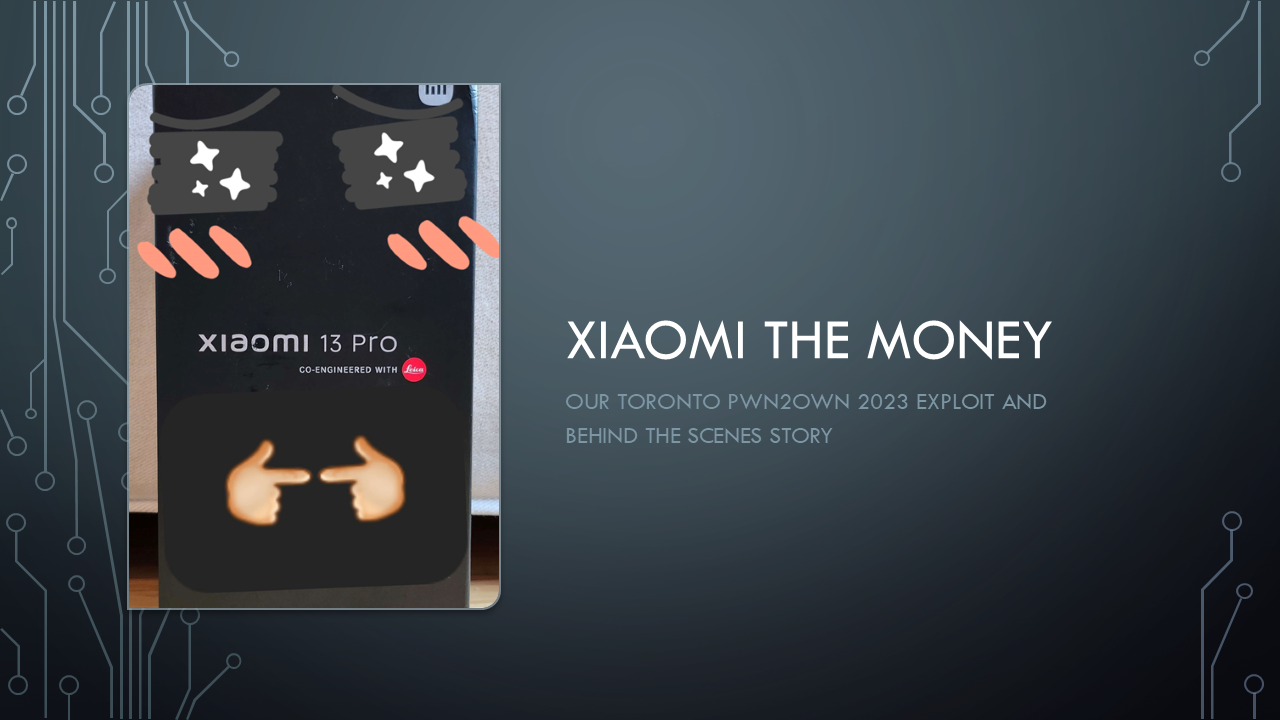 xiaomi 13 Pro
CO-ENGINEERED WITH Leica
XIAOMI THE MONEY
OUR TORONTO PWN2OWN 2023 EXPLOIT AND
BEHIND THE SCENES STORY